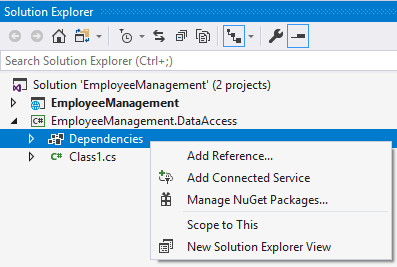 Solution Explorer
Search Solution Explorer (Ctrl+;)
Solution 'EmployeeManagement' (2 projects)
EmployeeManagement
C# EmployeeManagement.DataAccess
Dependencies
C# Class1.cs
Add Reference...
Add Connected Service
Manage NuGet Packages...
Scope to This
New Solution Explorer View